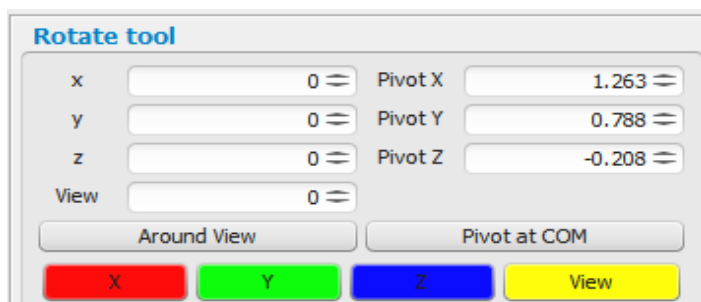 Rotate tool
x 0 Pivot X 1.263
y 0 Pivot Y 0.788
z 0 Pivot Z -0.208
View 0
Around View Pivot at COM
X Y Z View